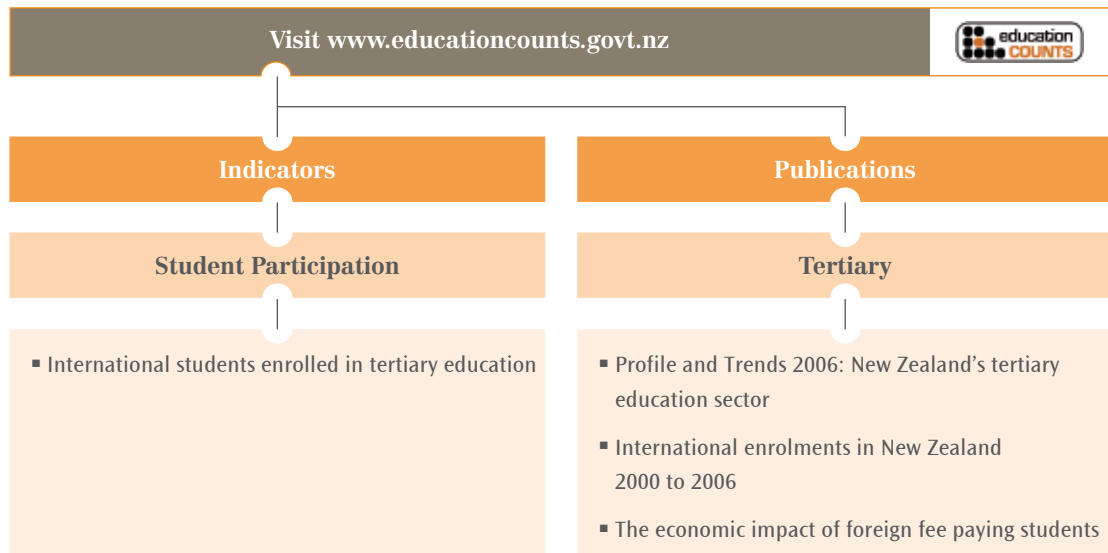 Visit www.educationcounts.govt.nz
education
COUNTS
Indicators
Publications
Student Participation
Tertiary
▪ International students enrolled in tertiary education
▪ Profile and Trends 2006: New Zealand’s tertiary
education sector
▪ International enrolments in New Zealand
2000 to 2006
▪ The economic impact of foreign fee paying students